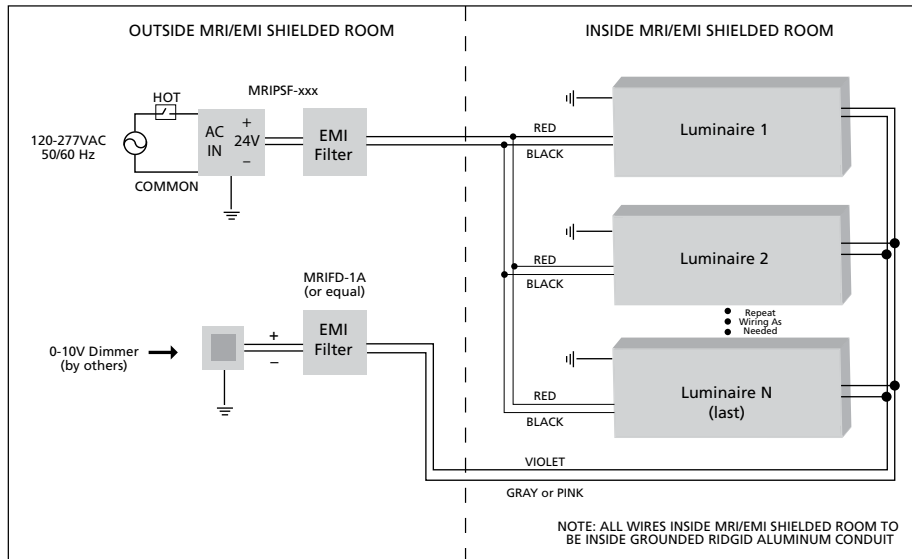 OUTSIDE MRI/EMI SHIELDED ROOM
INSIDE MRI/EMI SHIELDED ROOM
MRIPSF-xxx
HOT
120-277VAC
50/60 Hz
COMMON
AC
IN
+
24V
–
EMI
Filter
RED
BLACK
Luminaire 1
RED
BLACK
Luminaire 2
Repeat
Wiring As
Needed
MRIFD-1A
(or equal)
0-10V Dimmer
(by others)
+
–
EMI
Filter
RED
BLACK
Luminaire N
(last)
VIOLET
GRAY or PINK
NOTE: ALL WIRES INSIDE MRI/EMI SHIELDED ROOM TO
BE INSIDE GROUNDED RIDGID ALUMINUM CONDUIT